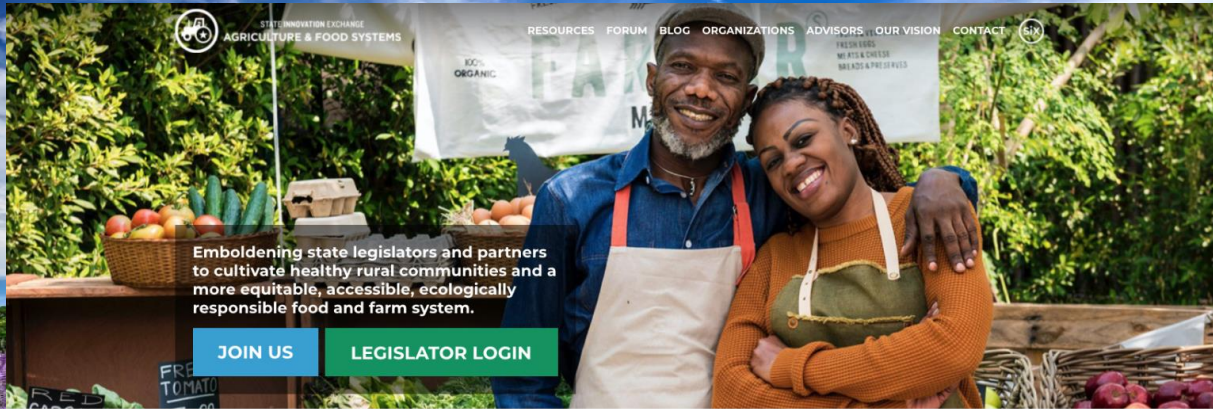 STATE INNOVATION EXCHANGE
AGRICULTURE & FOOD SYSTEMS
RESOURCES FORUM BLOG ORGANIZATIONS ADVISORS OUR VISION CONTACT six
100%
ORGANIC
FRESH EGGS
MEATS & CHEESE
BREADS & PRESERVES
Emboldening state legislators and partners
to cultivate healthy rural communities and a
more equitable, accessible, ecologically
responsible food and farm system.
JOIN US LEGISLATOR LOGIN
TOMATO
RED